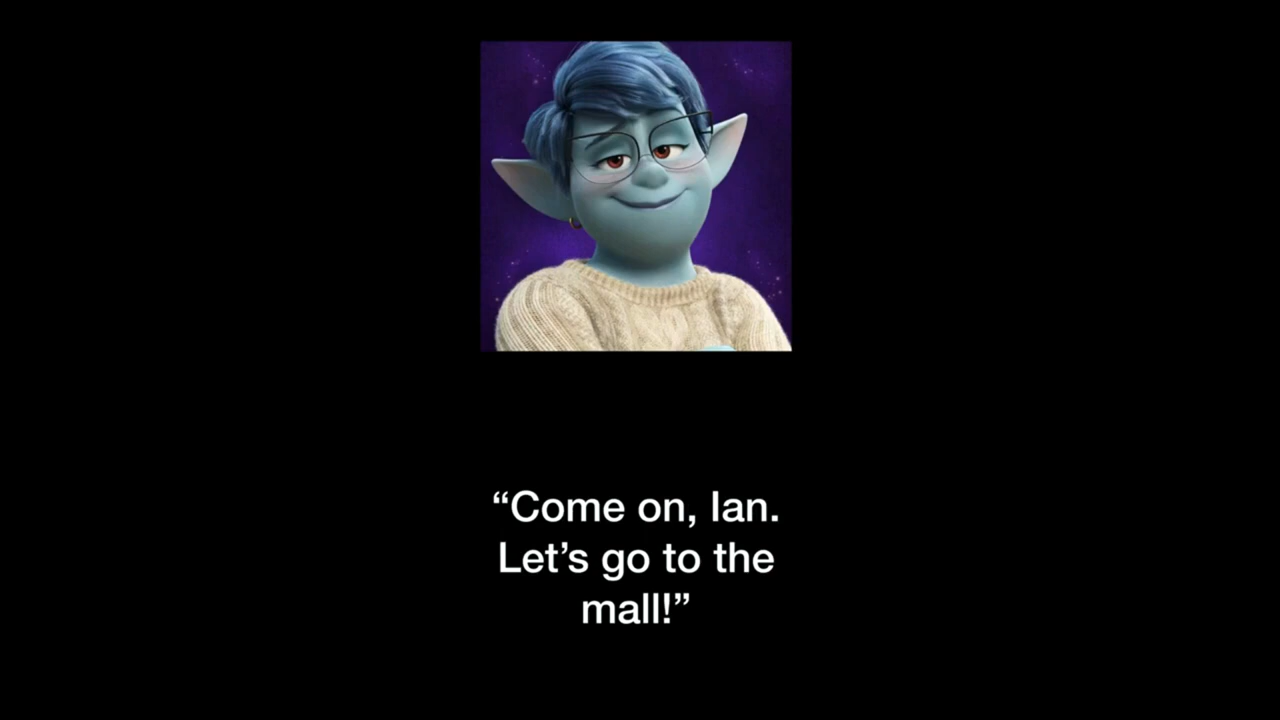 “Come on, Ian.
Let’s go to the
mall!”